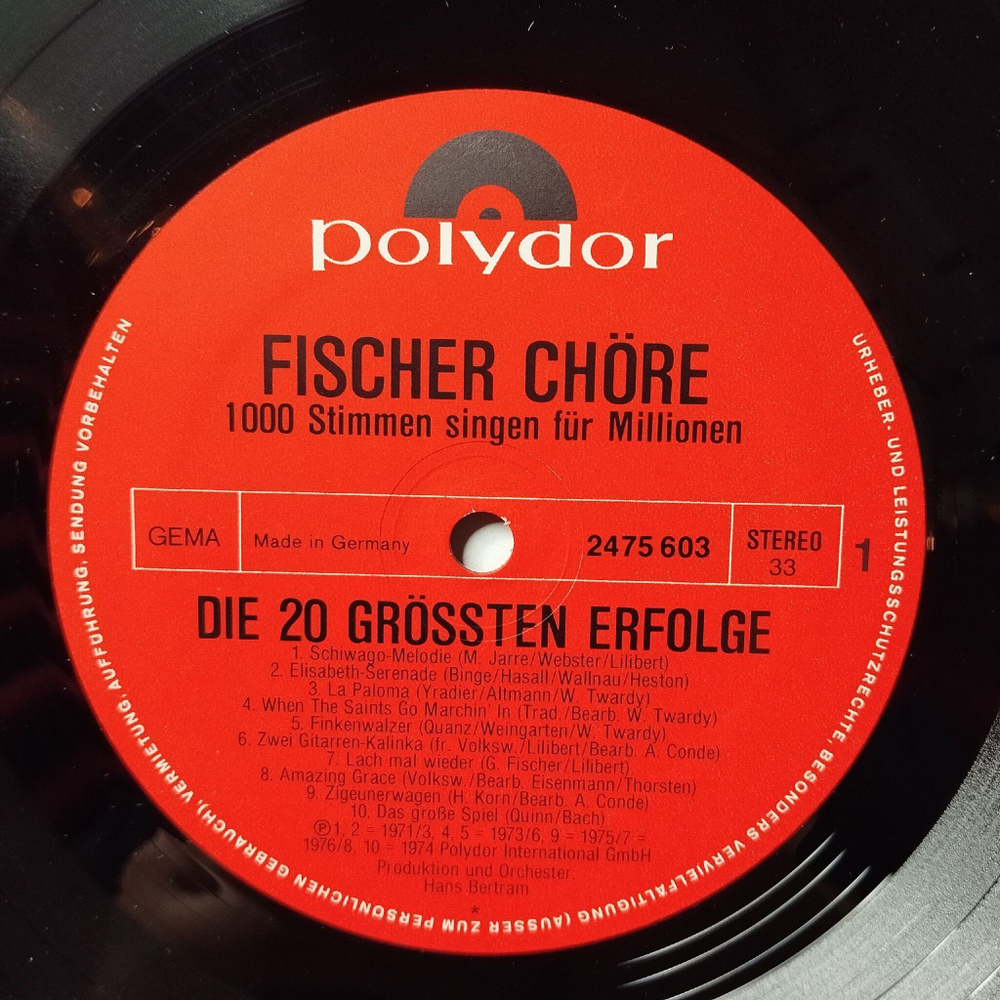 polydor
FISCHER CHÖRE
1000 Stimmen singen für Millionen
GEMA
Made in Germany
2475 603
STEREO
33
1
DIE 20 GRÖSSTEN ERFOLGE
1. Schiwago-Melodie (M. Jarre/Webster/Lilibert)
2. Elisabeth-Serenade (Binge/Hasall/Wallnau/Heston)
3. La Paloma (Yradier/Altmann/W. Twardy)
4. When The Saints Go Marchin' In (Trad./Bearb. W. Twardy)
5. Finkenwalzer (Quanz/Weingarten/W. Twardy)
6. Zwei Gitarren-Kalinka (fr. Volksw./Lilibert/Bearb. A. Conde)
7. Lach mal wieder (G. Fischer/Lilibert)
8. Amazing Grace (Volksw./Bearb. Eisenmann/Thorsten)
9. Zigeunerwagen (H. Korn/Bearb. A. Conde)
10. Das große Spiel (Quinn/Bach)
Ⓟ 1, 2 = 1971/3, 4, 5 = 1973/6, 9 = 1975/7 =
1976/8, 10 = 1974 Polydor International GmbH
Produktion und Orchester:
Hans Bertram
*
URHEBER- UND LEISTUNGSSCHUTZRECHTE, BESONDERS VERVIELFÄLTIGUNG (AUSSER ZUM PERSÖNLICHEN GEBRAUCH), VERMIETUNG, AUFFÜHRUNG, SENDUNG VORBEHALTEN